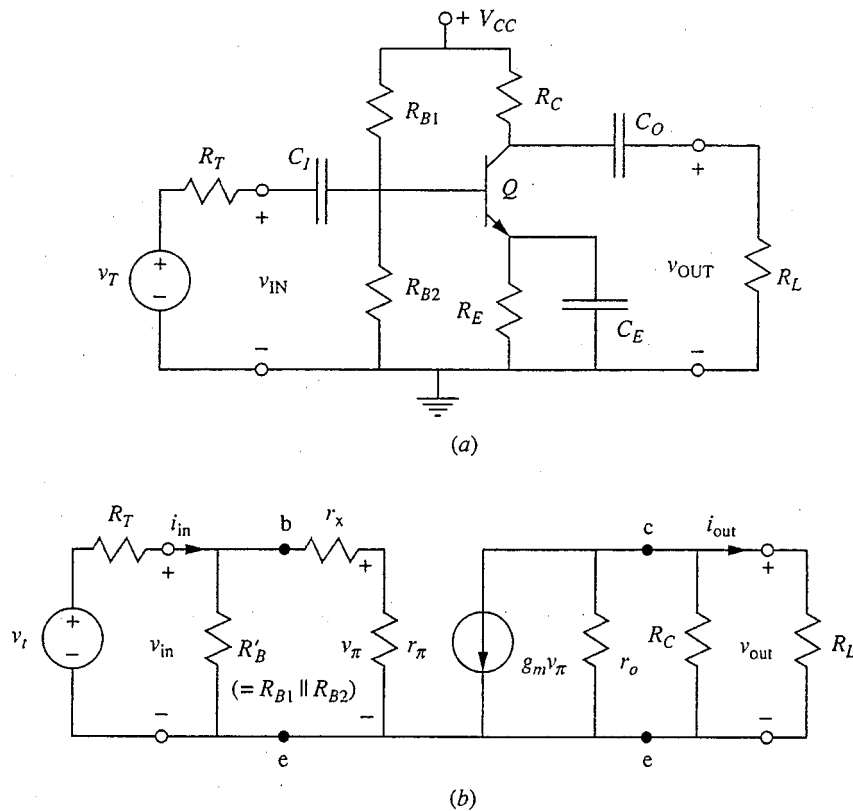 + V_CC
R_B1
R_C
C_O
R_T
C_I
+
Q
+
v_T
+
−
v_IN
R_B2
R_E
C_E
v_OUT
R_L
−
−
(a)
R_T
i_in
b
r_x
c
i_out
+
+
+
v_t
+
−
v_in
R′_B
(= R_B1 || R_B2)
v_π
r_π
g_m v_π
r_o
R_C
v_out
R_L
−
−
−
e
e
(b)